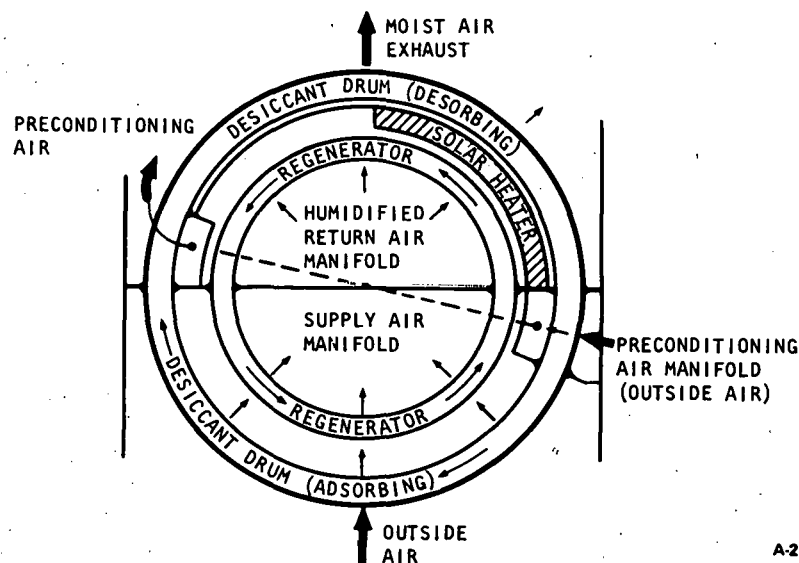 MOIST AIR
EXHAUST
DESICCANT DRUM (DESORBING)
PRECONDITIONING
AIR
SOLAR HEATER
REGENERATOR
HUMIDIFIED
RETURN AIR
MANIFOLD
SUPPLY AIR
MANIFOLD
PRECONDITIONING
AIR MANIFOLD
(OUTSIDE AIR)
REGENERATOR
DESICCANT DRUM (ADSORBING)
OUTSIDE
AIR
A-2